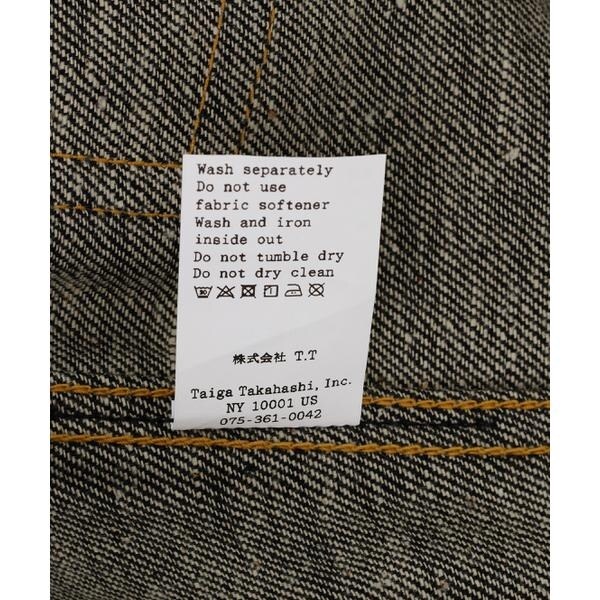 Wash separately
Do not use
fabric softener
Wash and iron
inside out
Do not tumble dry
Do not dry clean
株式会社 T.T
Taiga Takahashi, Inc.
NY 10001 US
075-361-0042